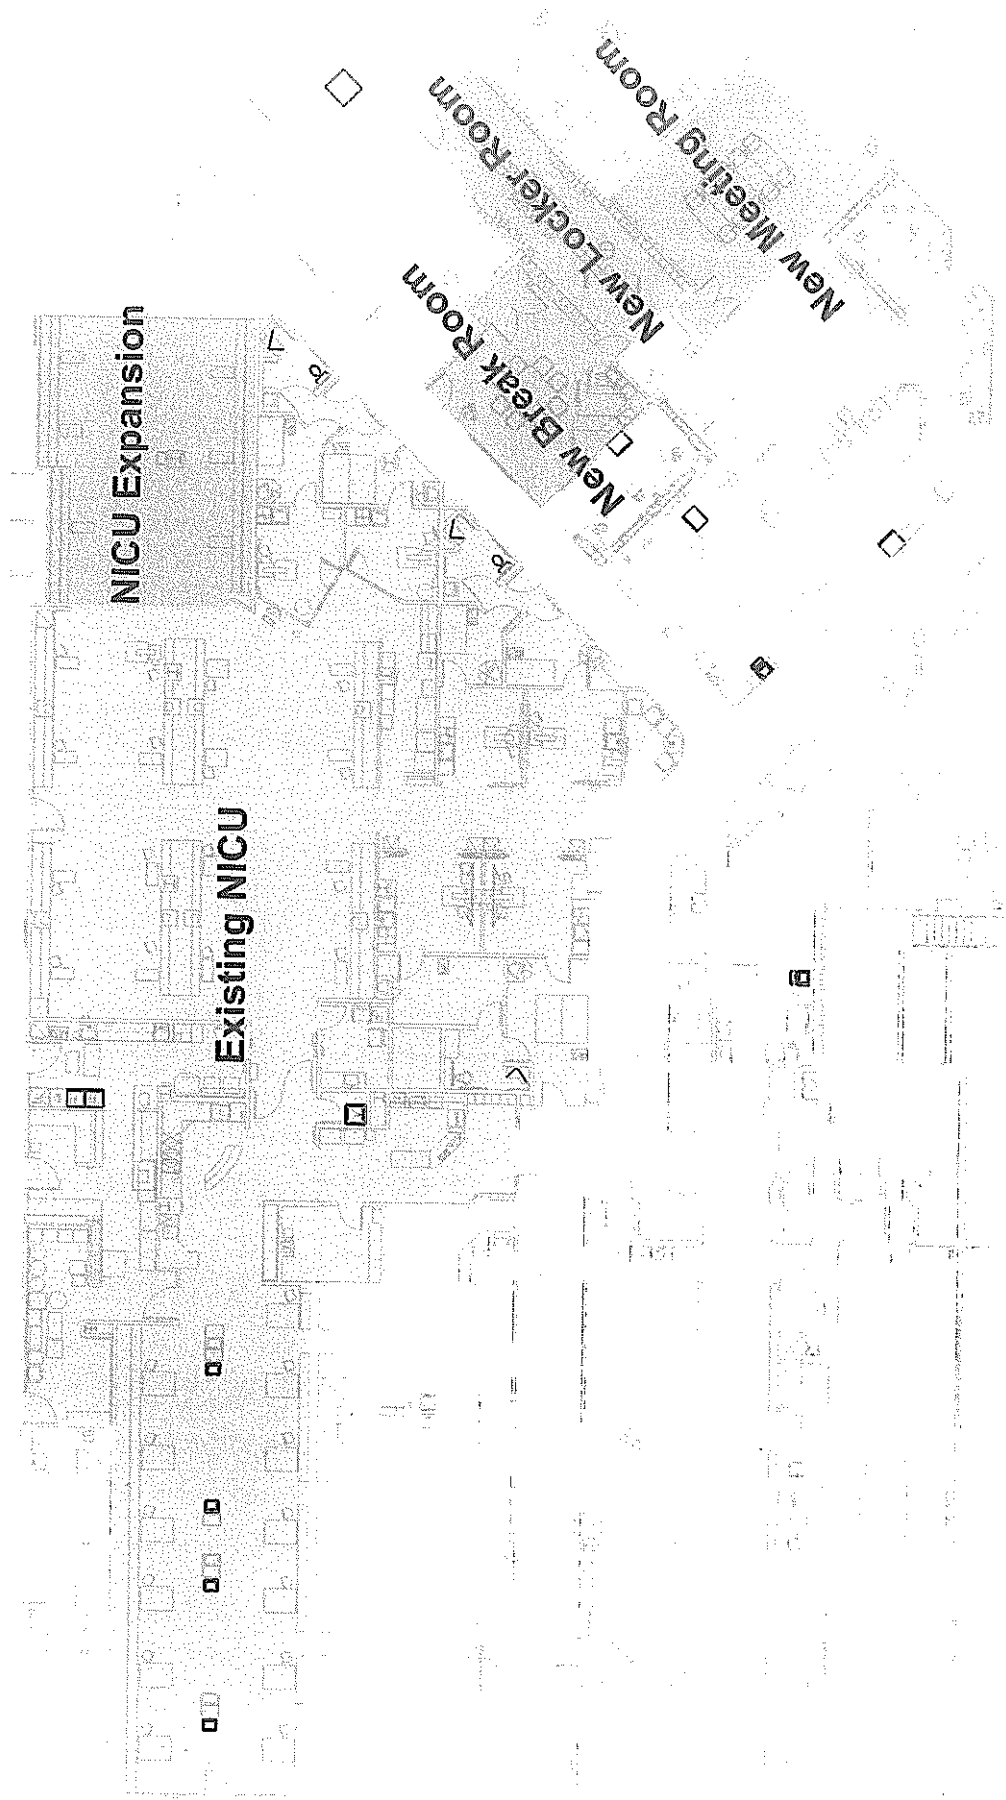 New Meeting Room
New Locker Room
New Break Room
NICU Expansion
Existing NICU